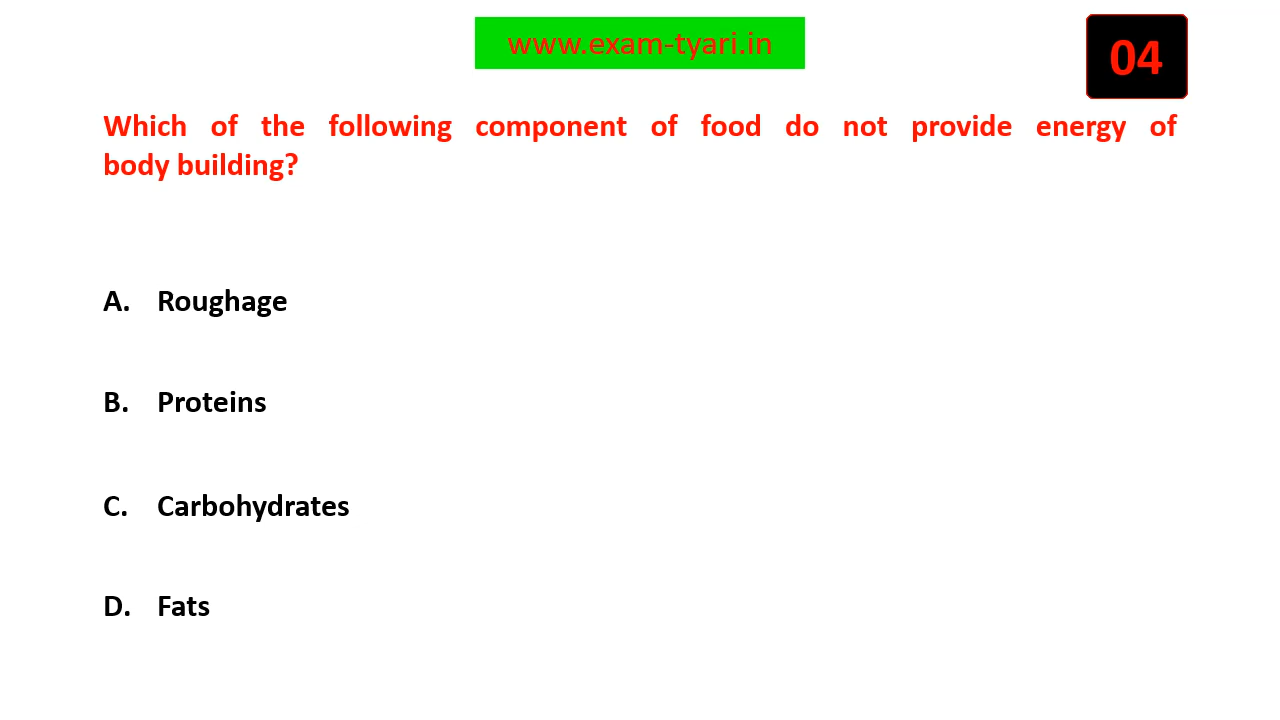 www.exam-tyari.in
04
Which of the following component of food do not provide energy of
body building?
A. Roughage
B. Proteins
C. Carbohydrates
D. Fats